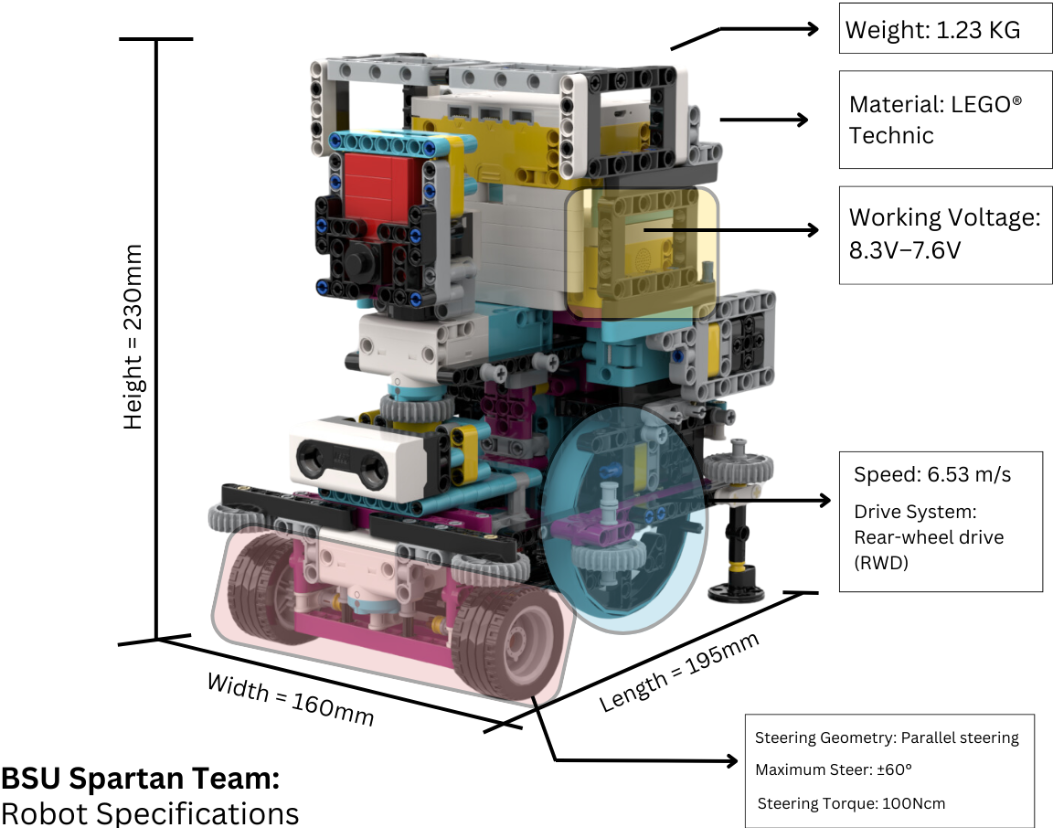 Weight: 1.23 KG
Material: LEGO®
Technic
Working Voltage:
8.3V–7.6V
Height = 230mm
Speed: 6.53 m/s
Drive System:
Rear-wheel drive
(RWD)
Width = 160mm
Length = 195mm
Steering Geometry: Parallel steering
Maximum Steer: ±60°
Steering Torque: 100Ncm
BSU Spartan Team:
Robot Specifications